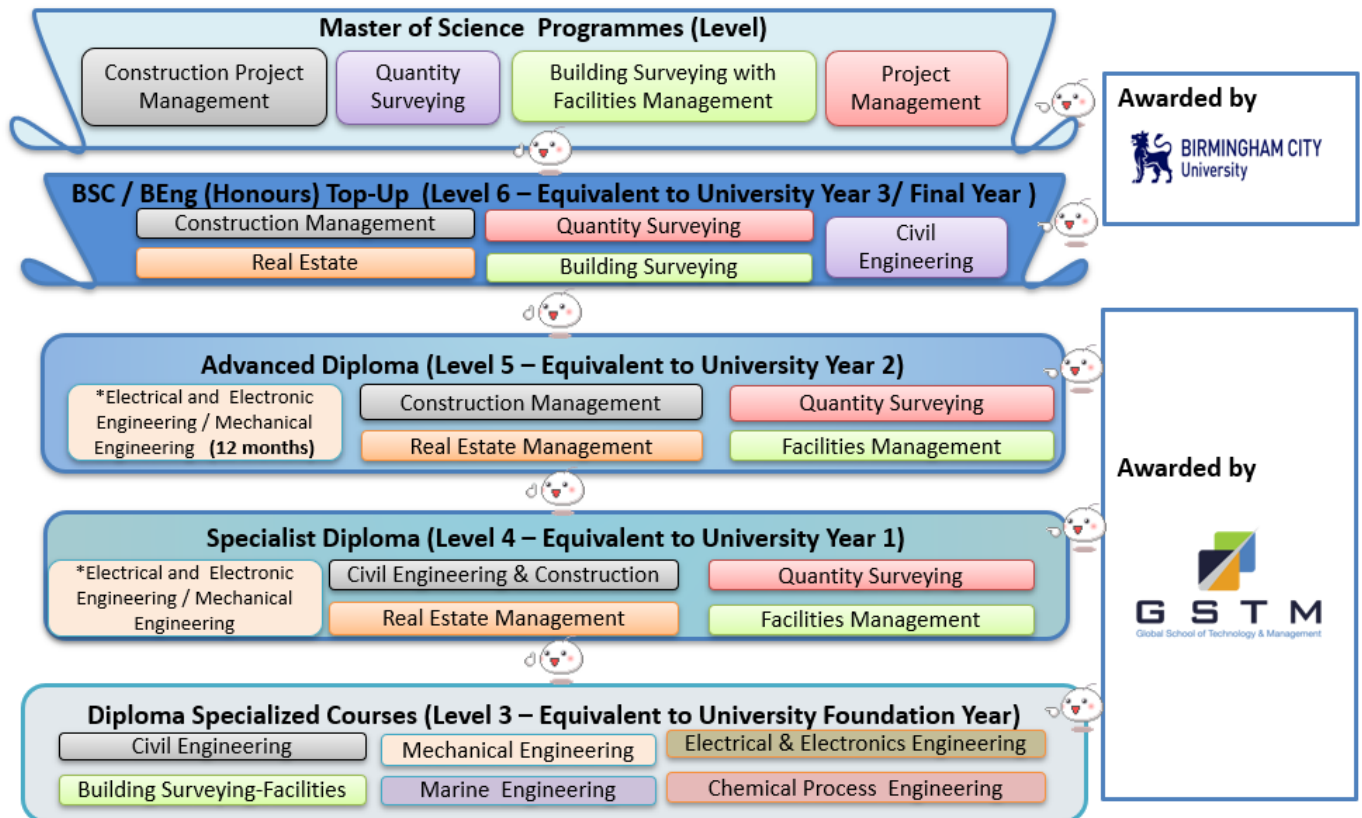 Master of Science  Programmes (Level)
Construction Project
Management
Quantity
Surveying
Building Surveying with
Facilities Management
Project
Management
Awarded by
BIRMINGHAM CITY
University
BSC / BEng (Honours) Top-Up  (Level 6 – Equivalent to University Year 3/ Final Year )
Construction Management
Quantity Surveying
Civil
Engineering
Real Estate
Building Surveying
Advanced Diploma (Level 5 – Equivalent to University Year 2)
*Electrical and  Electronic
Engineering / Mechanical
Engineering  (12 months)
Construction Management
Quantity Surveying
Real Estate Management
Facilities Management
Awarded by
GSTM
Global School of Technology & Management
Specialist Diploma (Level 4 – Equivalent to University Year 1)
*Electrical and  Electronic
Engineering / Mechanical
Engineering
Civil Engineering & Construction
Quantity Surveying
Real Estate Management
Facilities Management
Diploma Specialized Courses (Level 3 – Equivalent to University Foundation Year)
Civil Engineering
Mechanical Engineering
Electrical & Electronics Engineering
Building Surveying-Facilities
Marine  Engineering
Chemical Process  Engineering